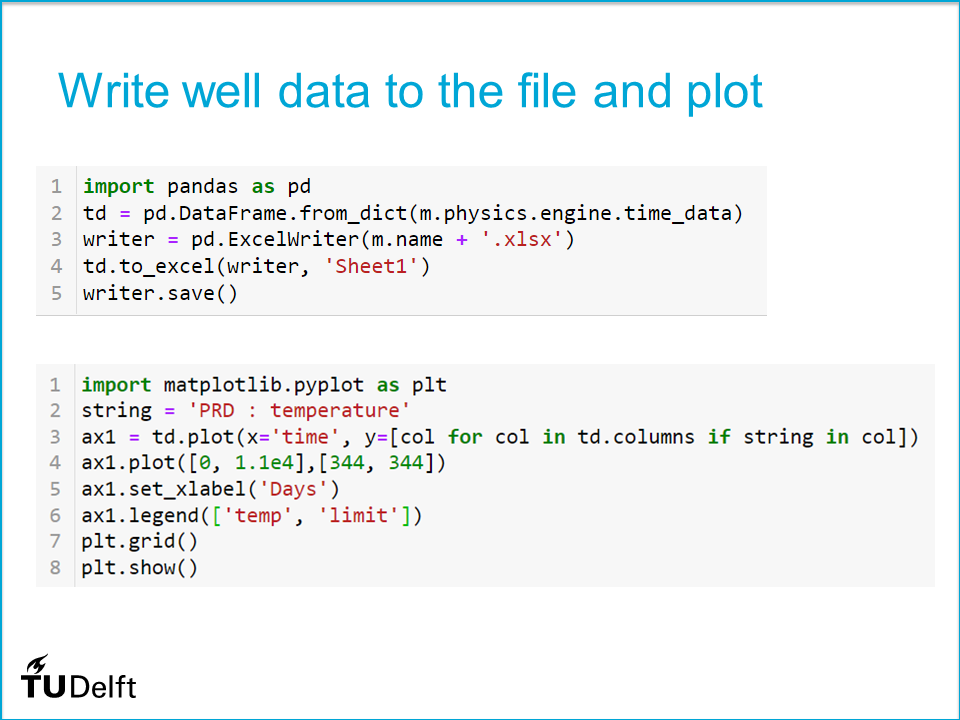 Write well data to the file and plot
1 import pandas as pd
2 td = pd.DataFrame.from_dict(m.physics.engine.time_data)
3 writer = pd.ExcelWriter(m.name + '.xlsx')
4 td.to_excel(writer, 'Sheet1')
5 writer.save()
1 import matplotlib.pyplot as plt
2 string = 'PRD : temperature'
3 ax1 = td.plot(x='time', y=[col for col in td.columns if string in col])
4 ax1.plot([0, 1.1e4],[344, 344])
5 ax1.set_xlabel('Days')
6 ax1.legend(['temp', 'limit'])
7 plt.grid()
8 plt.show()
TUDelft